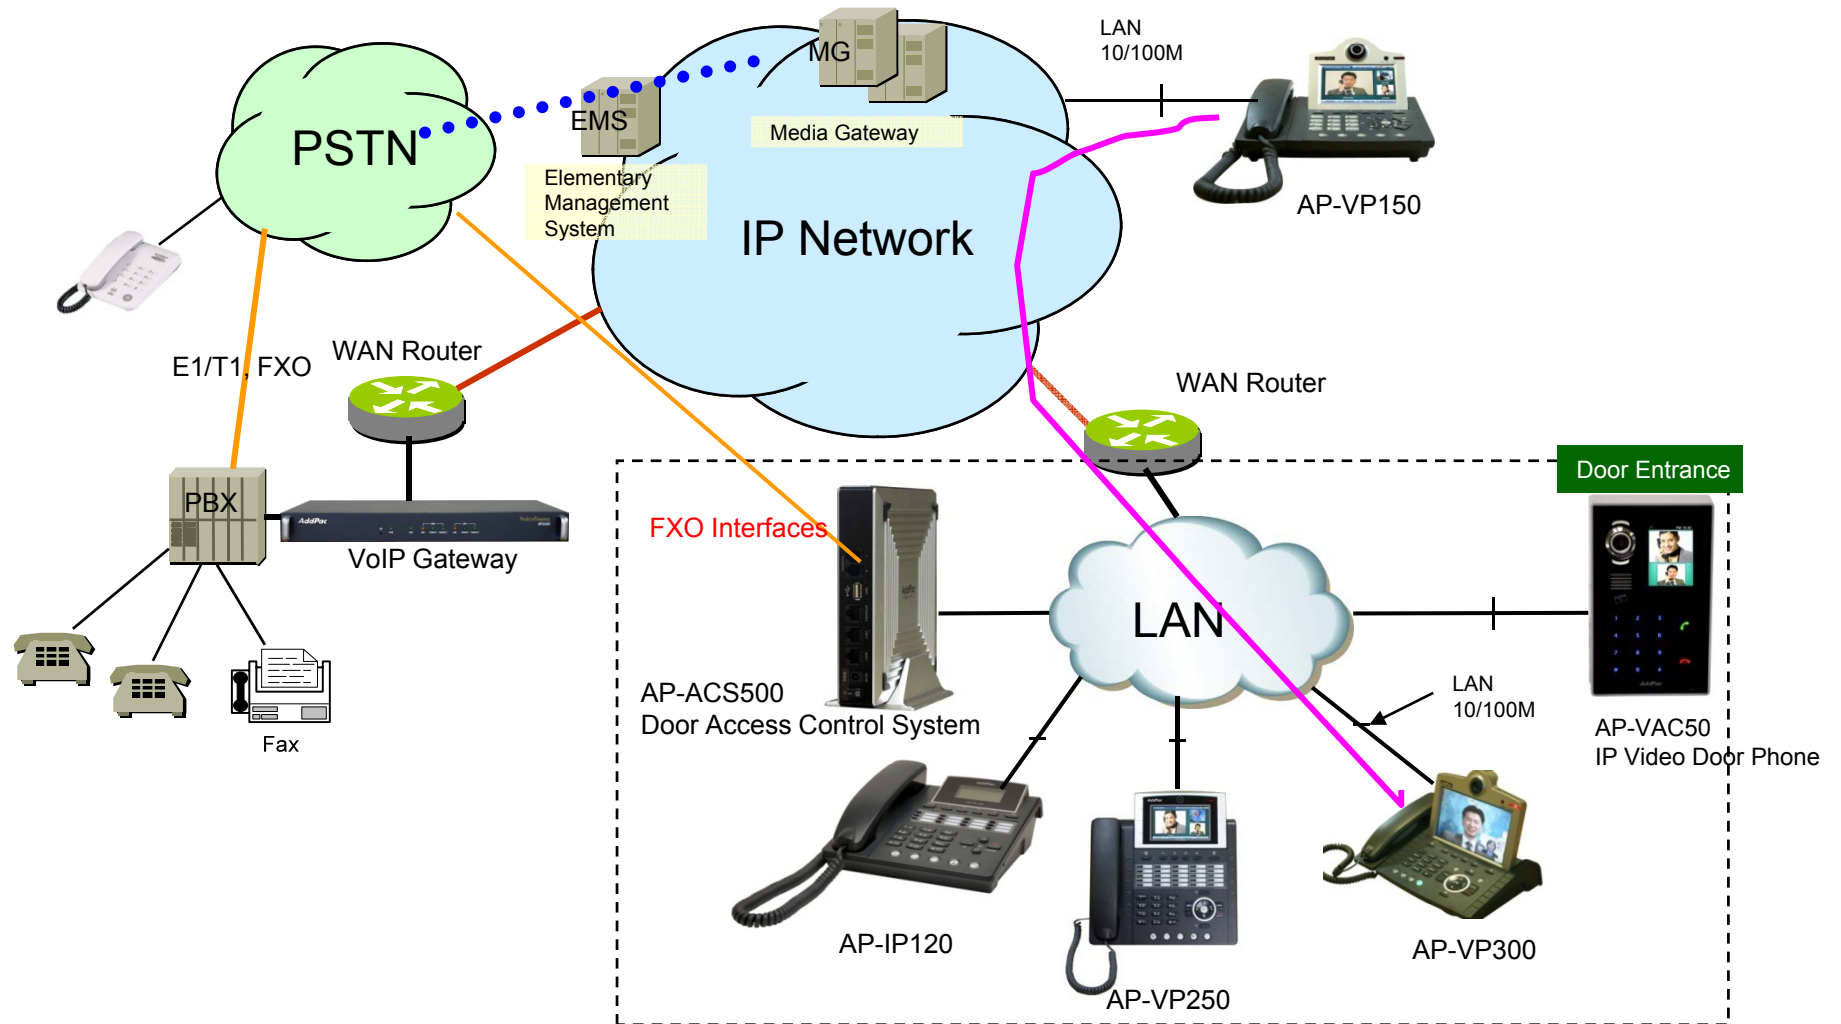 LAN
10/100M
MG
PSTN
EMS
Media Gateway
Elementary
Management
System
IP Network
AP-VP150
E1/T1, FXO
WAN Router
WAN Router
Door Entrance
PBX
AddPac
VoIP Gateway
FXO Interfaces
LAN
AP-ACS500
Door Access Control System
LAN
10/100M
AP-VAC50
IP Video Door Phone
Fax
AP-IP120
AP-VP250
AP-VP300